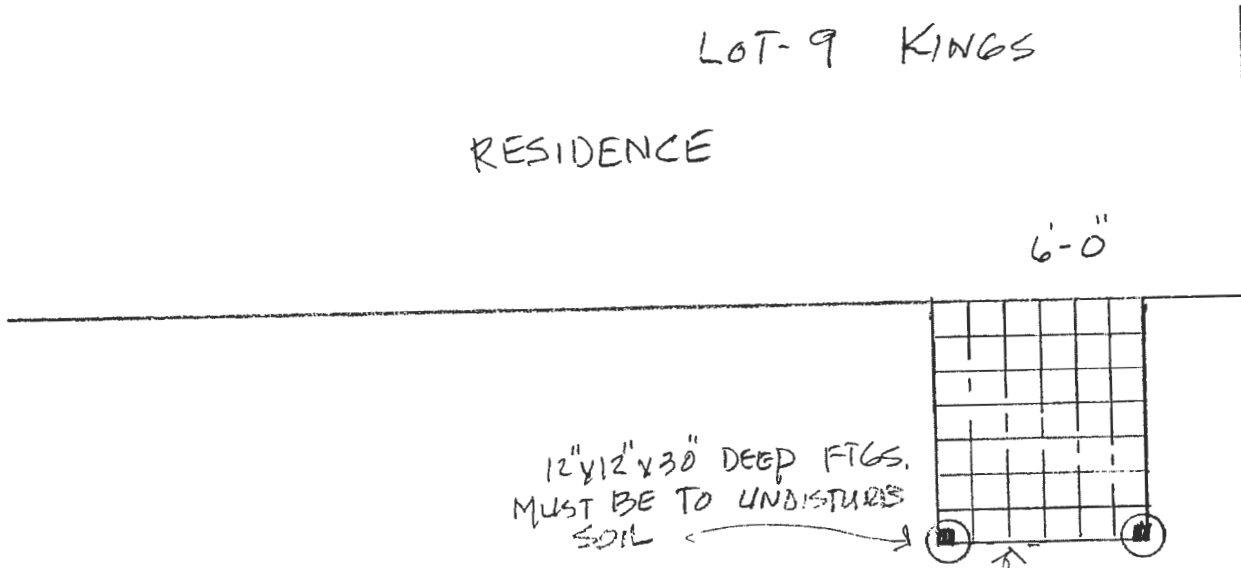 LOT-9 KINGS
RESIDENCE
6'-0"
12"x12"x30" DEEP FTGS.
MUST BE TO UNDISTURB
SOIL